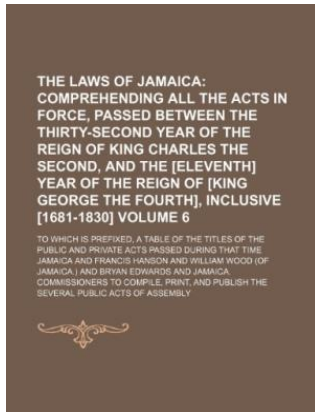 THE LAWS OF JAMAICA:
COMPREHENDING ALL THE ACTS IN
FORCE, PASSED BETWEEN THE
THIRTY-SECOND YEAR OF THE
REIGN OF KING CHARLES THE
SECOND, AND THE [ELEVENTH]
YEAR OF THE REIGN OF [KING
GEORGE THE FOURTH], INCLUSIVE
[1681-1830] VOLUME 6
TO WHICH IS PREFIXED, A TABLE OF THE TITLES OF THE
PUBLIC AND PRIVATE ACTS PASSED DURING THAT TIME
JAMAICA AND FRANCIS HANSON AND WILLIAM WOOD (OF
JAMAICA.) AND BRYAN EDWARDS AND JAMAICA.
COMMISSIONERS TO COMPILE, PRINT, AND PUBLISH THE
SEVERAL PUBLIC ACTS OF ASSEMBLY